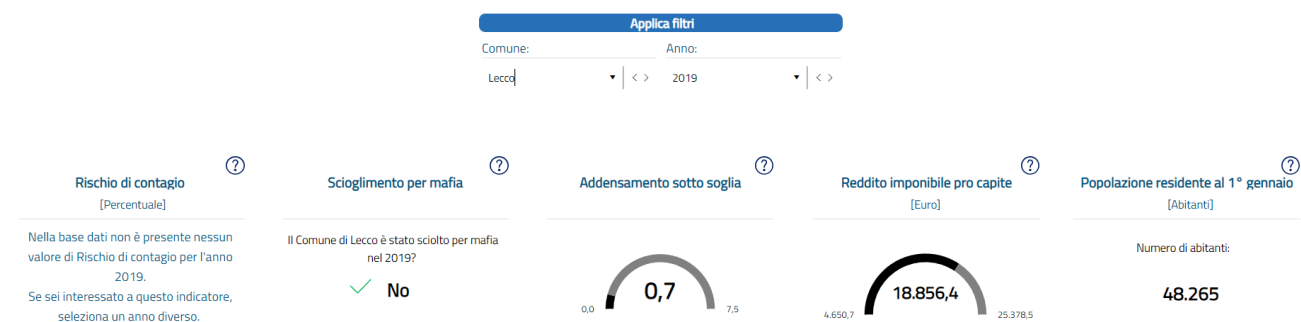 Applica filtri
Comune: Anno:
Lecco 2019
Rischio di contagio
[Percentuale]
Nella base dati non è presente nessun
valore di Rischio di contagio per l'anno
2019.
Se sei interessato a questo indicatore,
seleziona un anno diverso.
Scioglimento per mafia
Il Comune di Lecco è stato sciolto per mafia
nel 2019?
No
Addensamento sotto soglia
0,7
0,0 7,5
Reddito imponibile pro capite
[Euro]
18.856,4
4.650,7 25.378,5
Popolazione residente al 1° gennaio
[Abitanti]
Numero di abitanti:
48.265